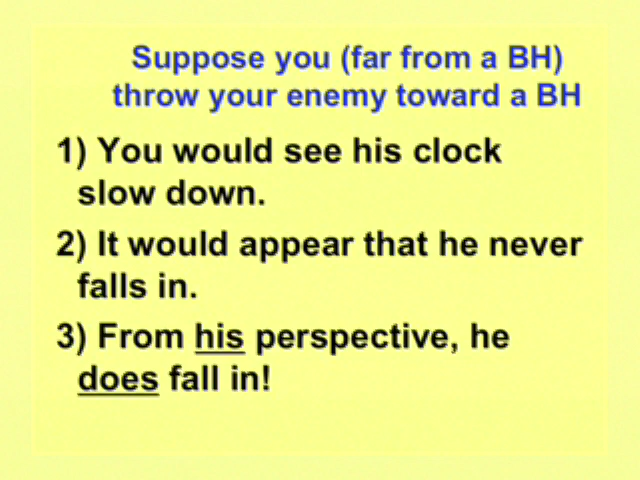 Suppose you (far from a BH)
throw your enemy toward a BH
1) You would see his clock
slow down.
2) It would appear that he never
falls in.
3) From his perspective, he
does fall in!